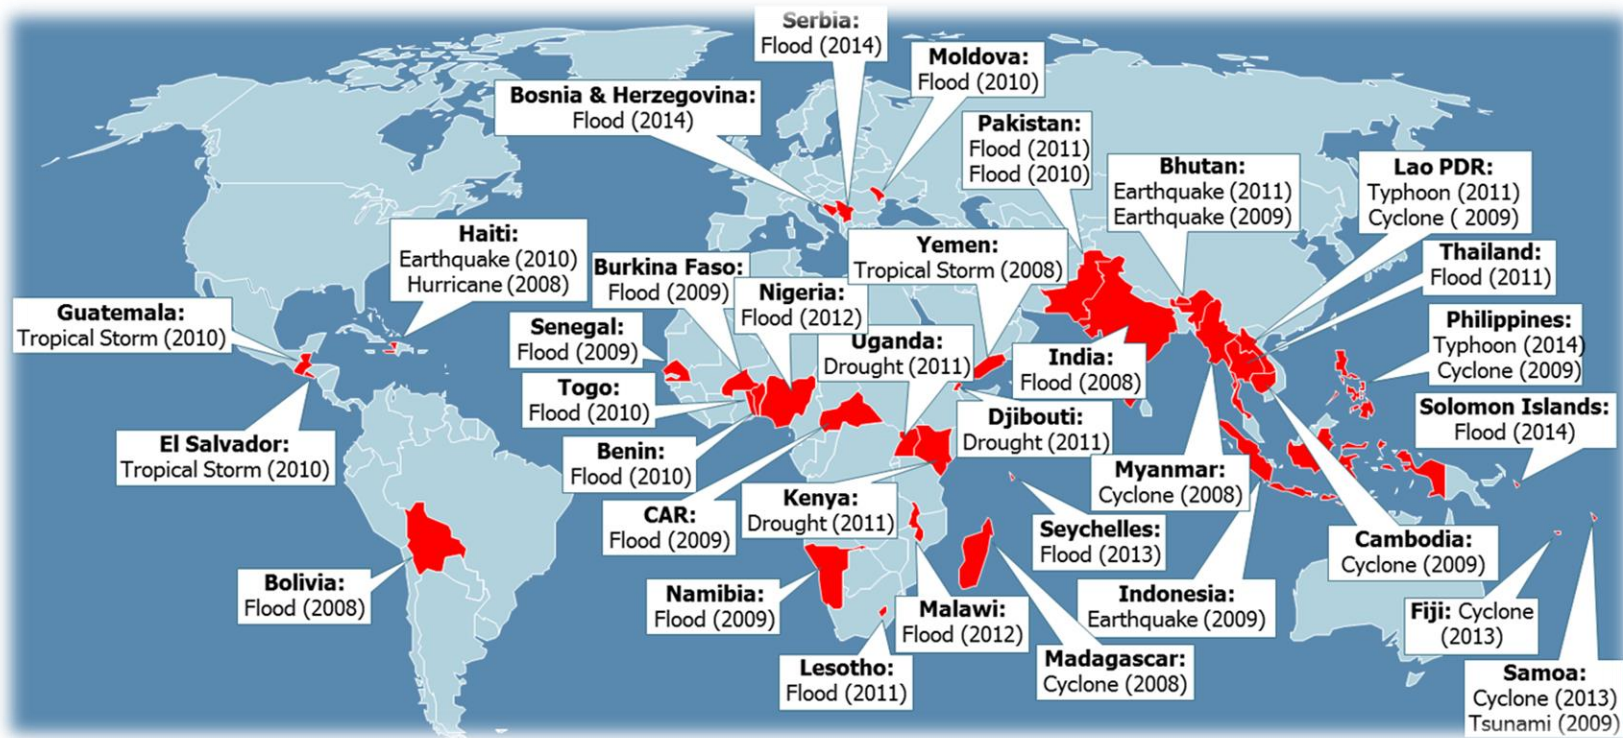 Serbia:
Flood (2014)
Moldova:
Flood (2010)
Bosnia & Herzegovina:
Flood (2014)
Pakistan:
Flood (2011)
Flood (2010)
Bhutan:
Earthquake (2011)
Earthquake (2009)
Lao PDR:
Typhoon (2011)
Cyclone ( 2009)
Haiti:
Earthquake (2010)
Hurricane (2008)
Burkina Faso:
Flood (2009)
Yemen:
Tropical Storm (2008)
Thailand:
Flood (2011)
Nigeria:
Flood (2012)
Guatemala:
Tropical Storm (2010)
Senegal:
Flood (2009)
Uganda:
Drought (2011)
India:
Flood (2008)
Philippines:
Typhoon (2014)
Cyclone (2009)
Togo:
Flood (2010)
Djibouti:
Drought (2011)
Solomon Islands:
Flood (2014)
El Salvador:
Tropical Storm (2010)
Benin:
Flood (2010)
Myanmar:
Cyclone (2008)
Kenya:
Drought (2011)
CAR:
Flood (2009)
Seychelles:
Flood (2013)
Cambodia:
Cyclone (2009)
Bolivia:
Flood (2008)
Namibia:
Flood (2009)
Malawi:
Flood (2012)
Indonesia:
Earthquake (2009)
Fiji: Cyclone
(2013)
Lesotho:
Flood (2011)
Madagascar:
Cyclone (2008)
Samoa:
Cyclone (2013)
Tsunami (2009)